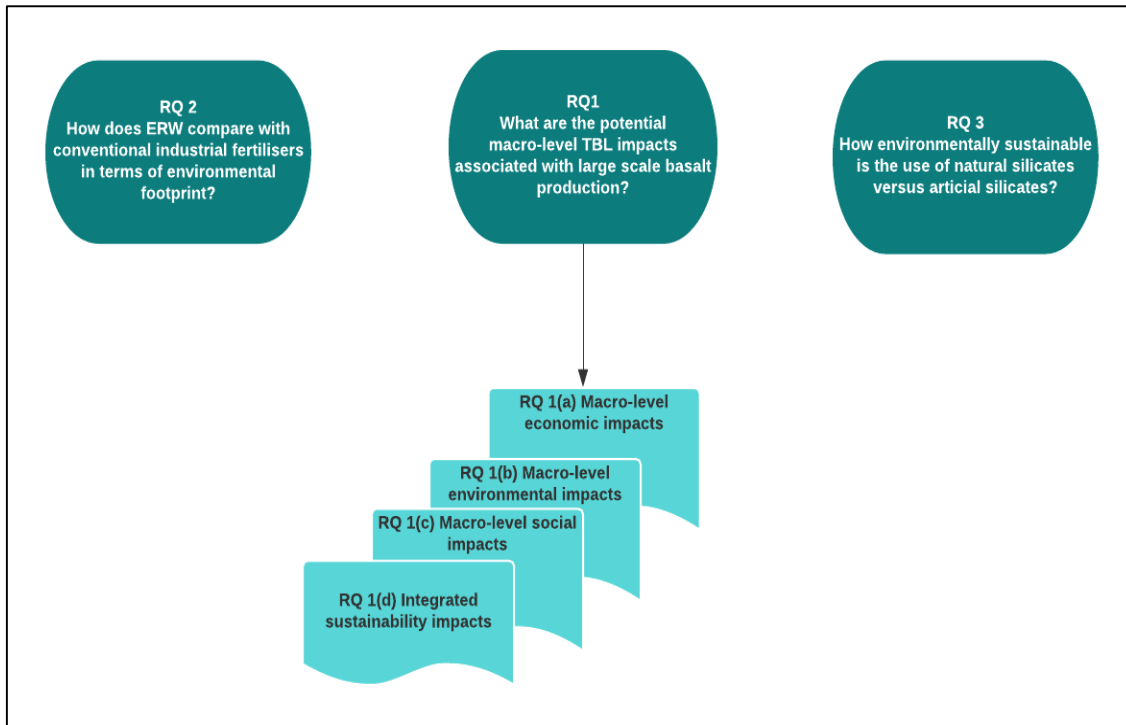 RQ 2
How does ERW compare with
conventional industrial fertilisers
in terms of environmental
footprint?
RQ1
What are the potential
macro-level TBL impacts
associated with large scale basalt
production?
RQ 3
How environmentally sustainable
is the use of natural silicates
versus articial silicates?
RQ 1(a) Macro-level
economic impacts
RQ 1(b) Macro-level
environmental impacts
RQ 1(c) Macro-level social
impacts
RQ 1(d) Integrated
sustainability impacts